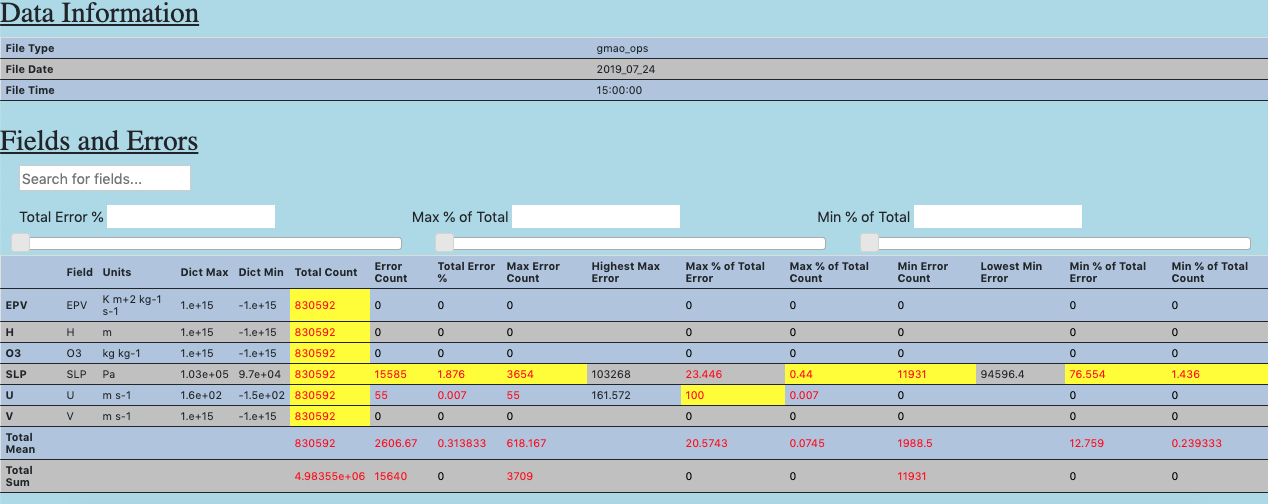 Data Information
File Type gmao_ops
File Date 2019_07_24
File Time 15:00:00
Fields and Errors
Search for fields...
Total Error % Max % of Total Min % of Total
Field Units Dict Max Dict Min Total Count Error Count Total Error % Max Error Count Highest Max Error Max % of Total Error Max % of Total Count Min Error Count Lowest Min Error Min % of Total Error Min % of Total Count
EPV EPV K m+2 kg-1 s-1 1.e+15 -1.e+15 830592 0 0 0 0 0 0 0 0
H H m 1.e+15 -1.e+15 830592 0 0 0 0 0 0 0 0
O3 O3 kg kg-1 1.e+15 -1.e+15 830592 0 0 0 0 0 0 0 0
SLP SLP Pa 1.03e+05 9.7e+04 830592 15585 1.876 3654 103268 23.446 0.44 11931 94596.4 76.554 1.436
U U m s-1 1.6e+02 -1.5e+02 830592 55 0.007 55 161.572 100 0.007 0 0 0
V V m s-1 1.e+15 -1.e+15 830592 0 0 0 0 0 0 0 0
Total Mean 830592 2606.67 0.313833 618.167 20.5743 0.0745 1988.5 12.759 0.239333
Total Sum 4.98355e+06 15640 0 3709 0 0 11931 0 0